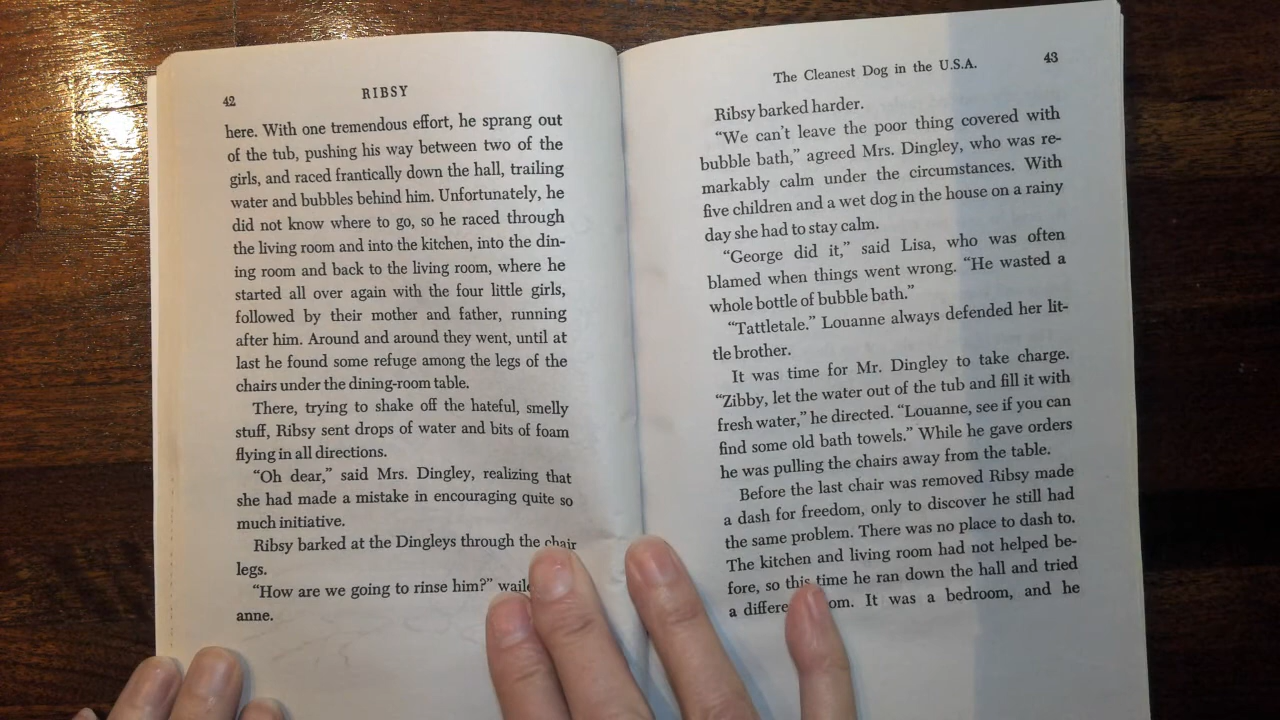 42
RIBSY
here. With one tremendous effort, he sprang out
of the tub, pushing his way between two of the
girls, and raced frantically down the hall, trailing
water and bubbles behind him. Unfortunately, he
did not know where to go, so he raced through
the living room and into the kitchen, into the din-
ing room and back to the living room, where he
started all over again with the four little girls,
followed by their mother and father, running
after him. Around and around they went, until at
last he found some refuge among the legs of the
chairs under the dining-room table.
There, trying to shake off the hateful, smelly
stuff, Ribsy sent drops of water and bits of foam
flying in all directions.
“Oh dear,” said Mrs. Dingley, realizing that
she had made a mistake in encouraging quite so
much initiative.
Ribsy barked at the Dingleys through the chair
legs.
“How are we going to rinse him?”
anne.
The Cleanest Dog in the U.S.A.
43
Ribsy barked harder.
“We can’t leave the poor thing covered with
bubble bath,” agreed Mrs. Dingley, who was re-
markably calm under the circumstances. With
five children and a wet dog in the house on a rainy
day she had to stay calm.
“George did it,” said Lisa, who was often
blamed when things went wrong. “He wasted a
whole bottle of bubble bath.”
“Tattletale.” Louanne always defended her lit-
tle brother.
It was time for Mr. Dingley to take charge.
“Zibby, let the water out of the tub and fill it with
fresh water,” he directed. “Louanne, see if you can
find some old bath towels.” While he gave orders
he was pulling the chairs away from the table.
Before the last chair was removed Ribsy made
a dash for freedom, only to discover he still had
the same problem. There was no place to dash to.
The kitchen and living room had not helped be-
fore, so this time he ran down the hall and tried
a It was a bedroom, and he